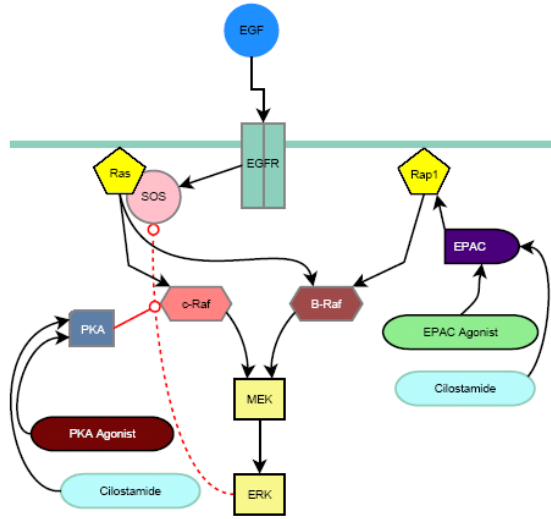 EGF
EGFR
Ras
SOS
Rap1
EPAC
c-Raf
B-Raf
PKA
EPAC Agonist
Cilostamide
MEK
PKA Agonist
Cilostamide
ERK